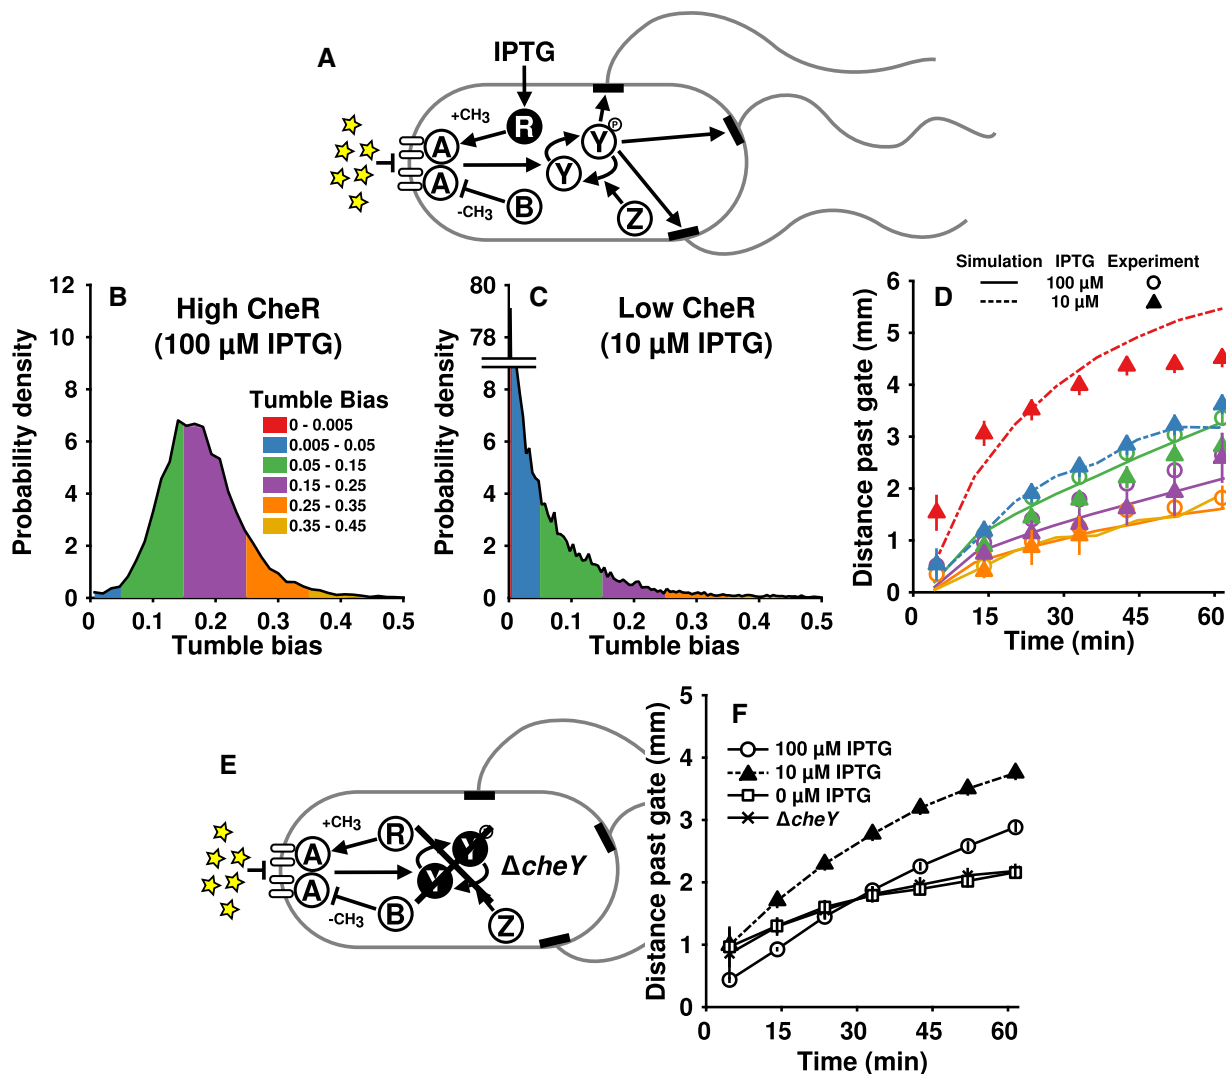 A
IPTG
+CH3
R
A
Y
P
Y
A
B
Z
-CH3
B
High CheR
(100 µM IPTG)
Probability density
12
10
8
6
4
2
0
Tumble Bias
0 - 0.005
0.005 - 0.05
0.05 - 0.15
0.15 - 0.25
0.25 - 0.35
0.35 - 0.45
0
0.1
0.2
0.3
0.4
0.5
Tumble bias
C
Low CheR
(10 µM IPTG)
Probability density
80
78
8
6
4
2
0
0
0.1
0.2
0.3
0.4
0.5
Tumble bias
Simulation IPTG Experiment
100 µM
10 µM
D
Distance past gate (mm)
6
5
4
3
2
1
0
0
15
30
45
60
Time (min)
E
+CH3
R
A
Y
P
Y
A
B
Z
-CH3
ΔcheY
F
Distance past gate (mm)
5
4
3
2
1
0
100 µM IPTG
10 µM IPTG
0 µM IPTG
ΔcheY
0
15
30
45
60
Time (min)